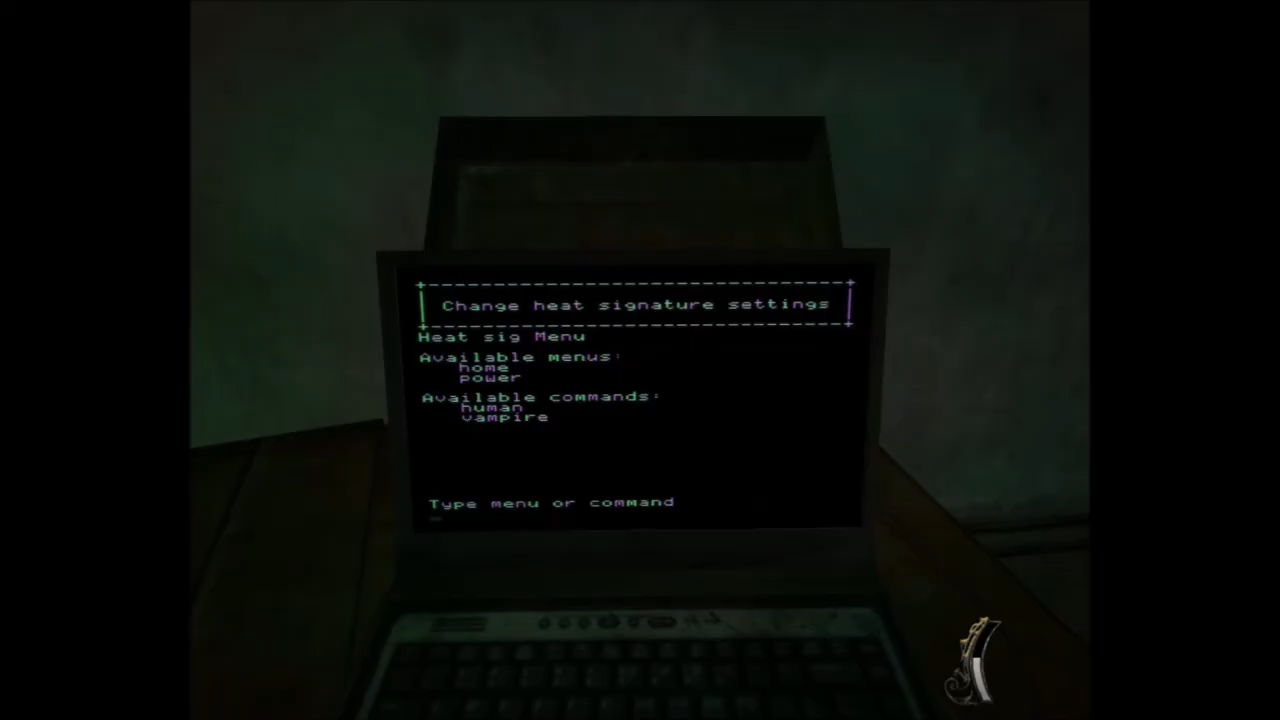 Change heat signature settings
Heat sig Menu
Available menus:
home
power
Available commands:
human
vampire
Type menu or command